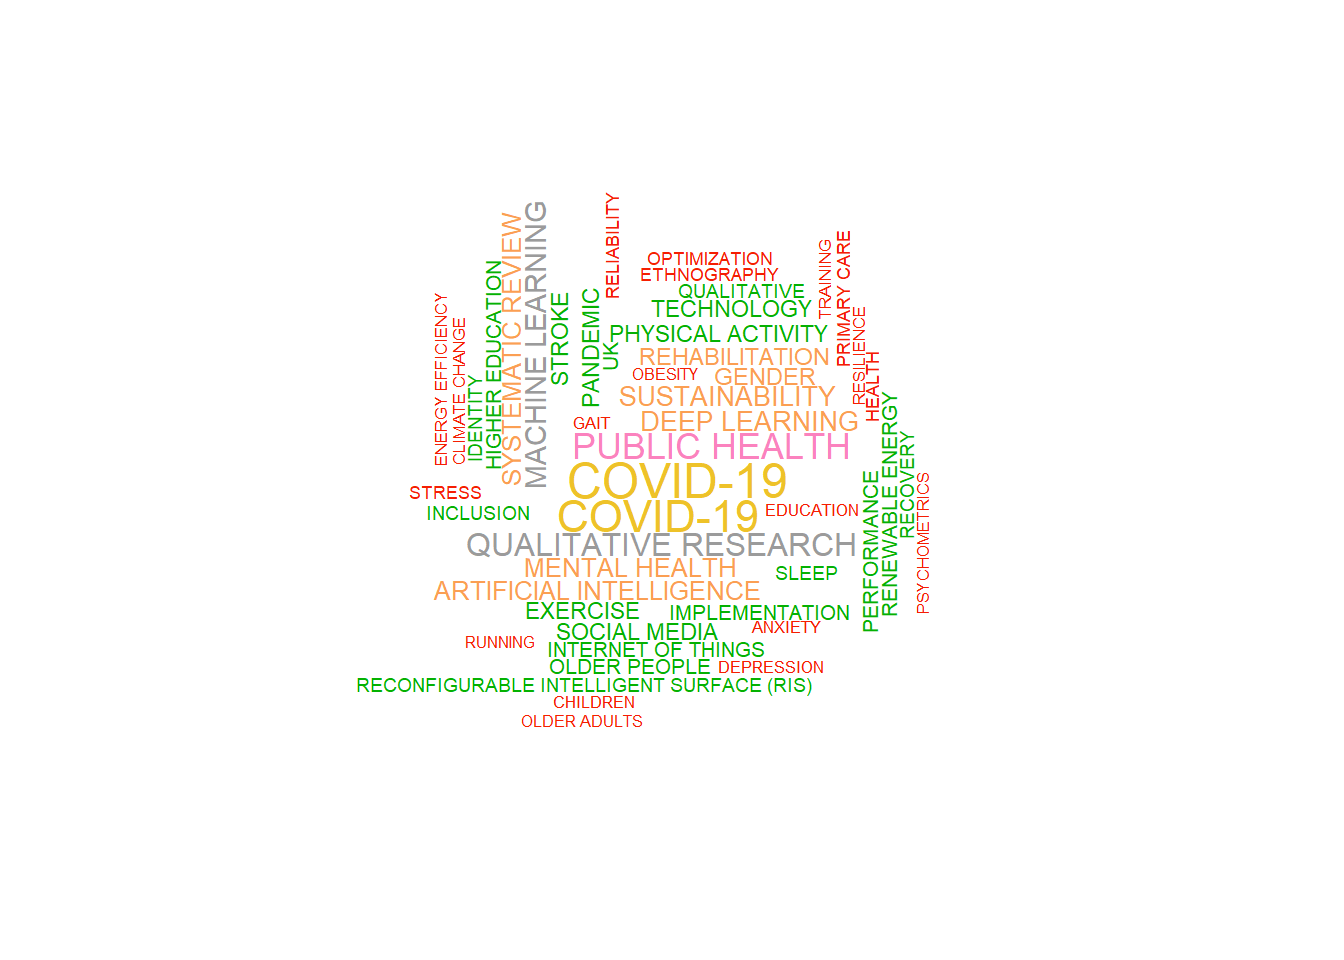 RELIABILITY
MACHINE LEARNING
SYSTEMATIC REVIEW
HIGHER EDUCATION
ENERGY EFFICIENCY
CLIMATE CHANGE
IDENTITY
STROKE
PANDEMIC
UK
OPTIMIZATION
ETHNOGRAPHY
QUALITATIVE
TECHNOLOGY
PHYSICAL ACTIVITY
REHABILITATION
OBESITY
GENDER
SUSTAINABILITY
GAIT
DEEP LEARNING
PUBLIC HEALTH
TRAINING
PRIMARY CARE
RESILIENCE
HEALTH
RENEWABLE ENERGY
RECOVERY
PERFORMANCE
PSYCHOMETRICS
COVID-19
STRESS
COVID-19
EDUCATION
INCLUSION
QUALITATIVE RESEARCH
MENTAL HEALTH
SLEEP
ARTIFICIAL INTELLIGENCE
EXERCISE
IMPLEMENTATION
ANXIETY
SOCIAL MEDIA
RUNNING
INTERNET OF THINGS
OLDER PEOPLE
DEPRESSION
RECONFIGURABLE INTELLIGENT SURFACE (RIS)
CHILDREN
OLDER ADULTS